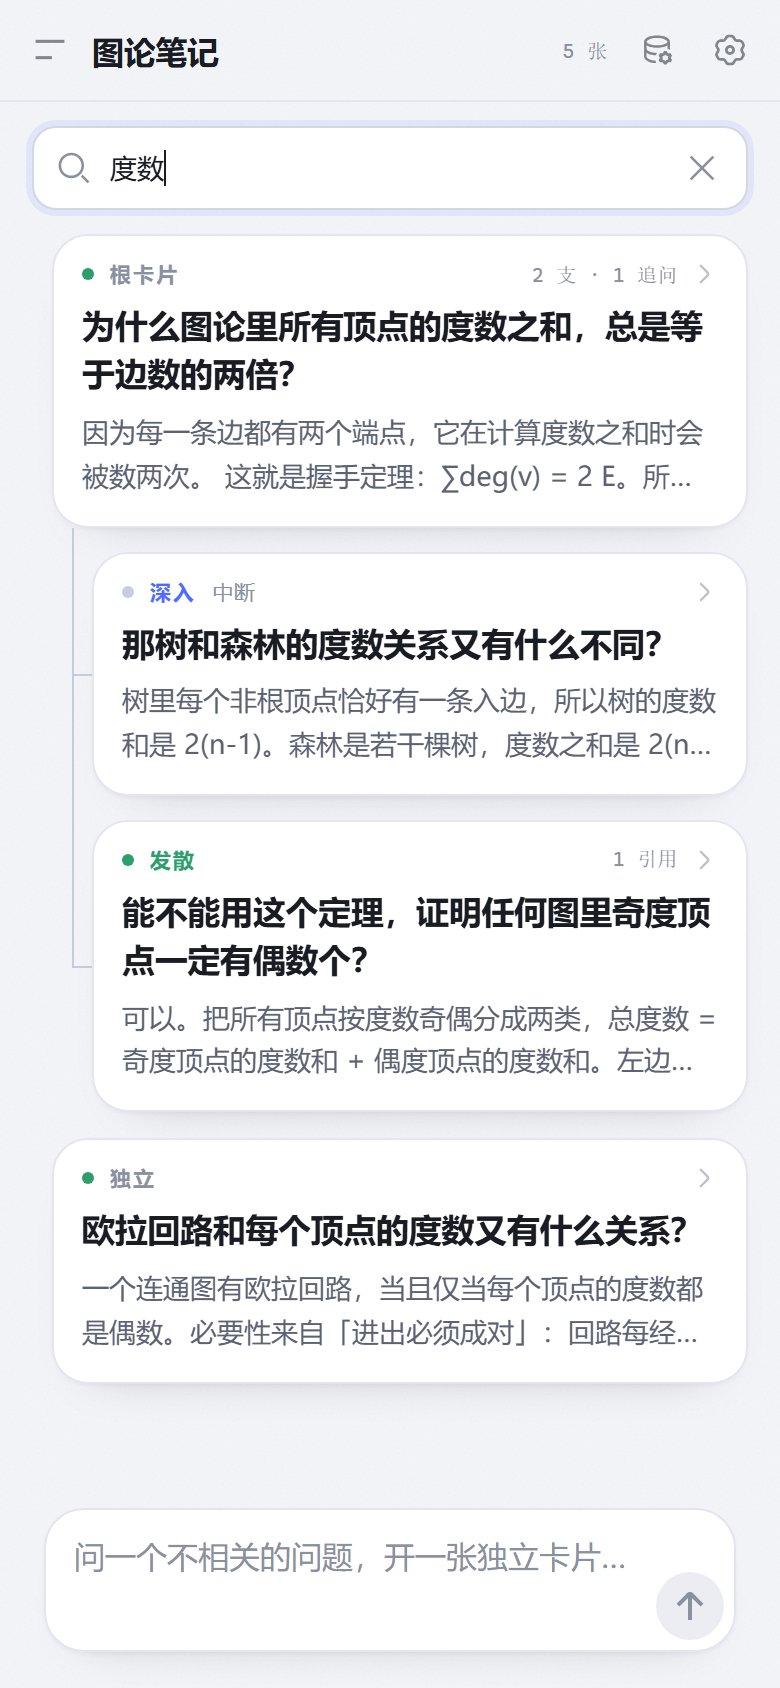 图论笔记
5 张
度数
根卡片
2 支 · 1 追问
为什么图论里所有顶点的度数之和，总是等
于边数的两倍？
因为每一条边都有两个端点，它在计算度数之和时会
被数两次。 这就是握手定理：∑deg(v) = 2 E。所…
深入 中断
那树和森林的度数关系又有什么不同？
树里每个非根顶点恰好有一条入边，所以树的度数
和是 2(n-1)。森林是若干棵树，度数之和是 2(n…
发散
1 引用
能不能用这个定理，证明任何图里奇度顶
点一定有偶数个？
可以。把所有顶点按度数奇偶分成两类，总度数 =
奇度顶点的度数和 + 偶度顶点的度数和。左边…
独立
欧拉回路和每个顶点的度数又有什么关系？
一个连通图有欧拉回路，当且仅当每个顶点的度数都
是偶数。必要性来自「进出必须成对」：回路每经…
问一个不相关的问题，开一张独立卡片…